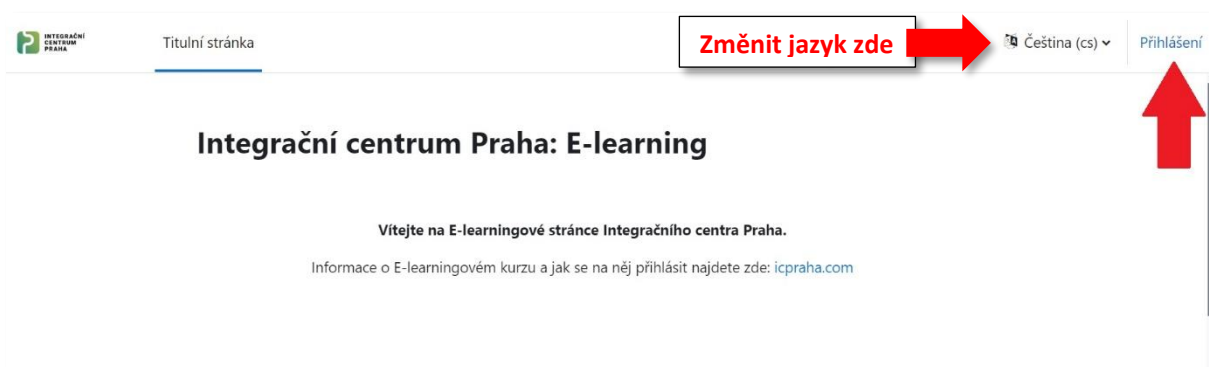 INTEGRAČNÍ
CENTRUM
PRAHA
Titulní stránka
Změnit jazyk zde
Čeština (cs)
Přihlášení
Integrační centrum Praha: E-learning
Vítejte na E-learningové stránce Integračního centra Praha.
Informace o E-learningovém kurzu a jak se na něj přihlásit najdete zde: icpraha.com